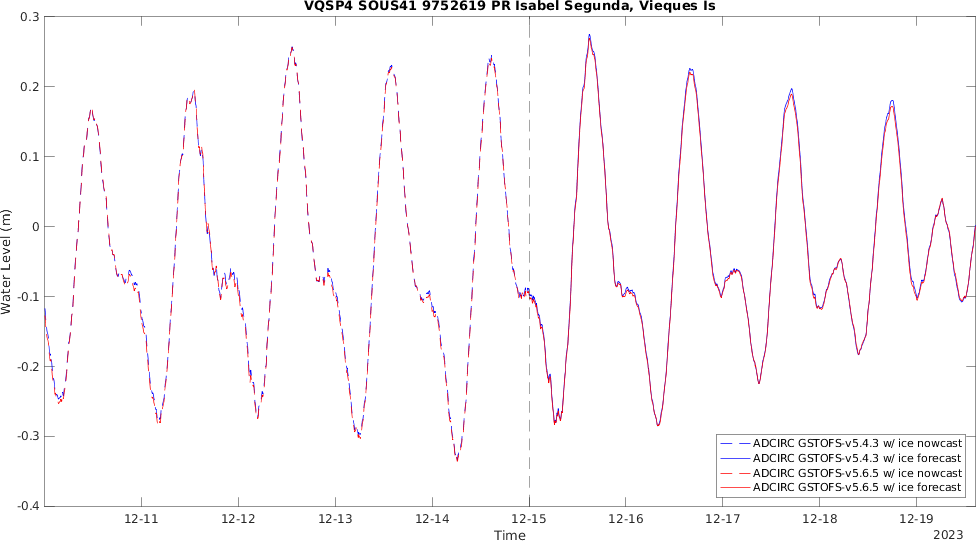 VQSP4 SOUS41 9752619 PR Isabel Segunda, Vieques Is
0.3
0.2
0.1
0
-0.1
-0.2
-0.3
-0.4
Water Level (m)
ADCIRC GSTOFS-v5.4.3 w/ ice nowcast
ADCIRC GSTOFS-v5.4.3 w/ ice forecast
ADCIRC GSTOFS-v5.6.5 w/ ice nowcast
ADCIRC GSTOFS-v5.6.5 w/ ice forecast
12-11 12-12 12-13 12-14 12-15 12-16 12-17 12-18 12-19
Time
2023